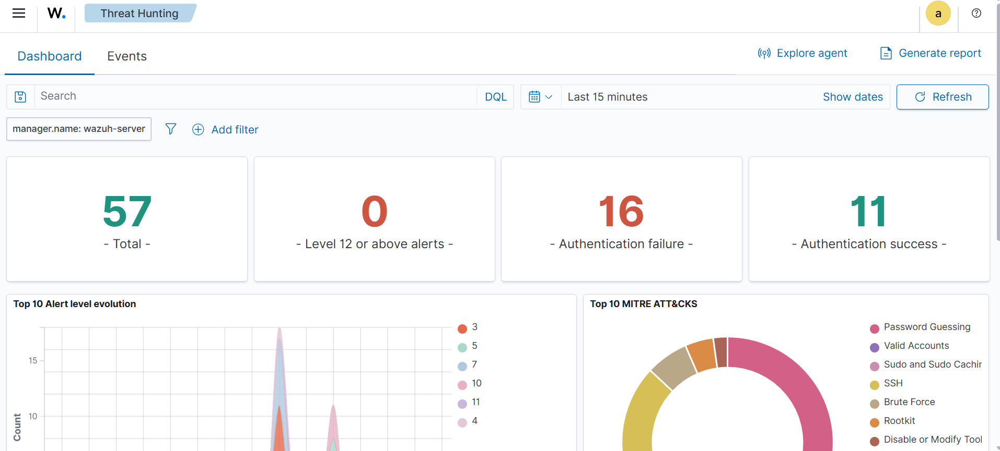 W.
Threat Hunting
a
Dashboard
Events
Explore agent
Generate report
Search
DQL
Last 15 minutes
Show dates
Refresh
manager.name: wazuh-server
Add filter
57
- Total -
0
- Level 12 or above alerts -
16
- Authentication failure -
11
- Authentication success -
Top 10 Alert level evolution
15
10
Count
3
5
7
10
11
4
Top 10 MITRE ATT&CKS
Password Guessing
Valid Accounts
Sudo and Sudo Cachir
SSH
Brute Force
Rootkit
Disable or Modify Tool